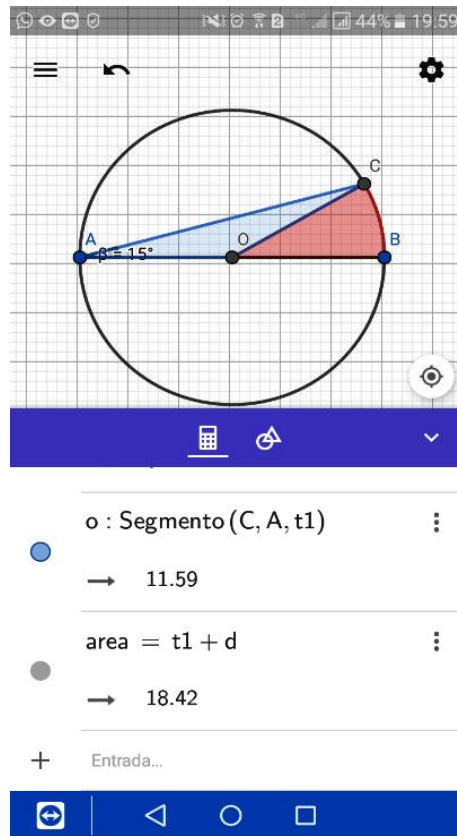 44% 19:59
C
A
O
B
β = 15°
o : Segmento (C, A, t1)
→ 11.59
area = t1 + d
→ 18.42
+ Entrada...